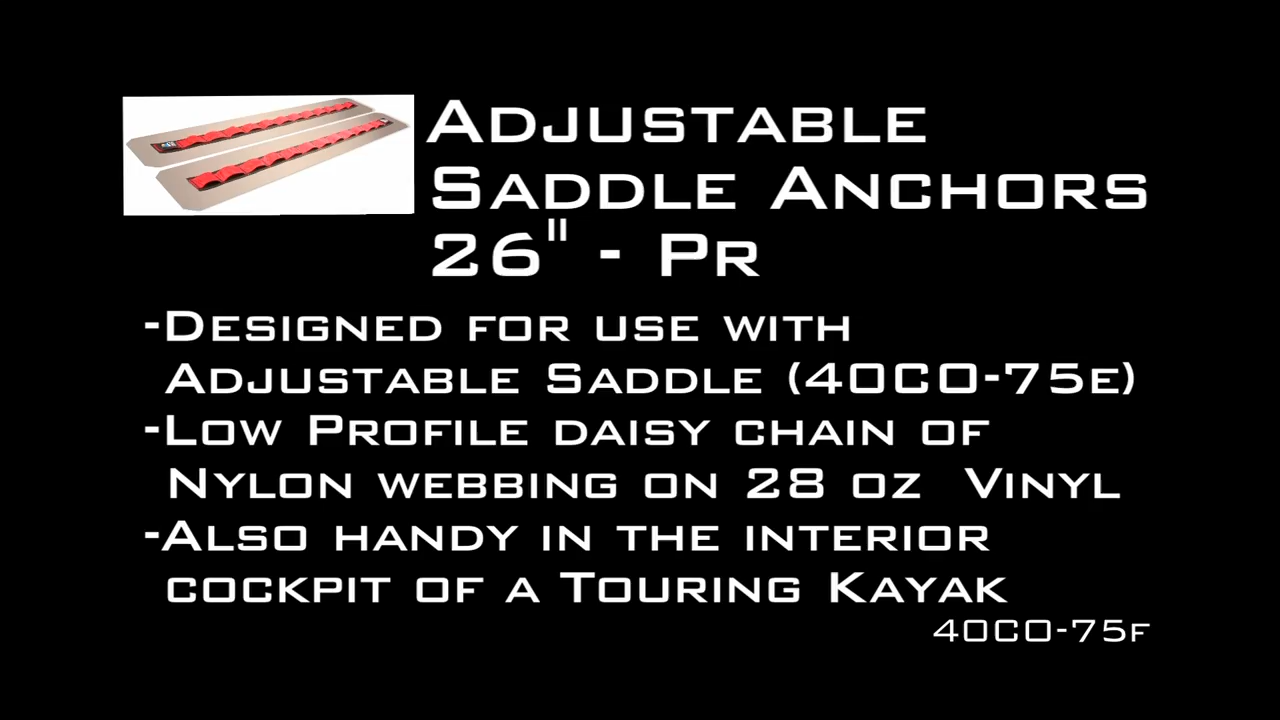 Adjustable
Saddle Anchors
26" - Pr
-Designed for use with
Adjustable Saddle (40CO-75E)
-Low Profile daisy chain of
Nylon webbing on 28 oz Vinyl
-Also handy in the interior
cockpit of a Touring Kayak
40CO-75F